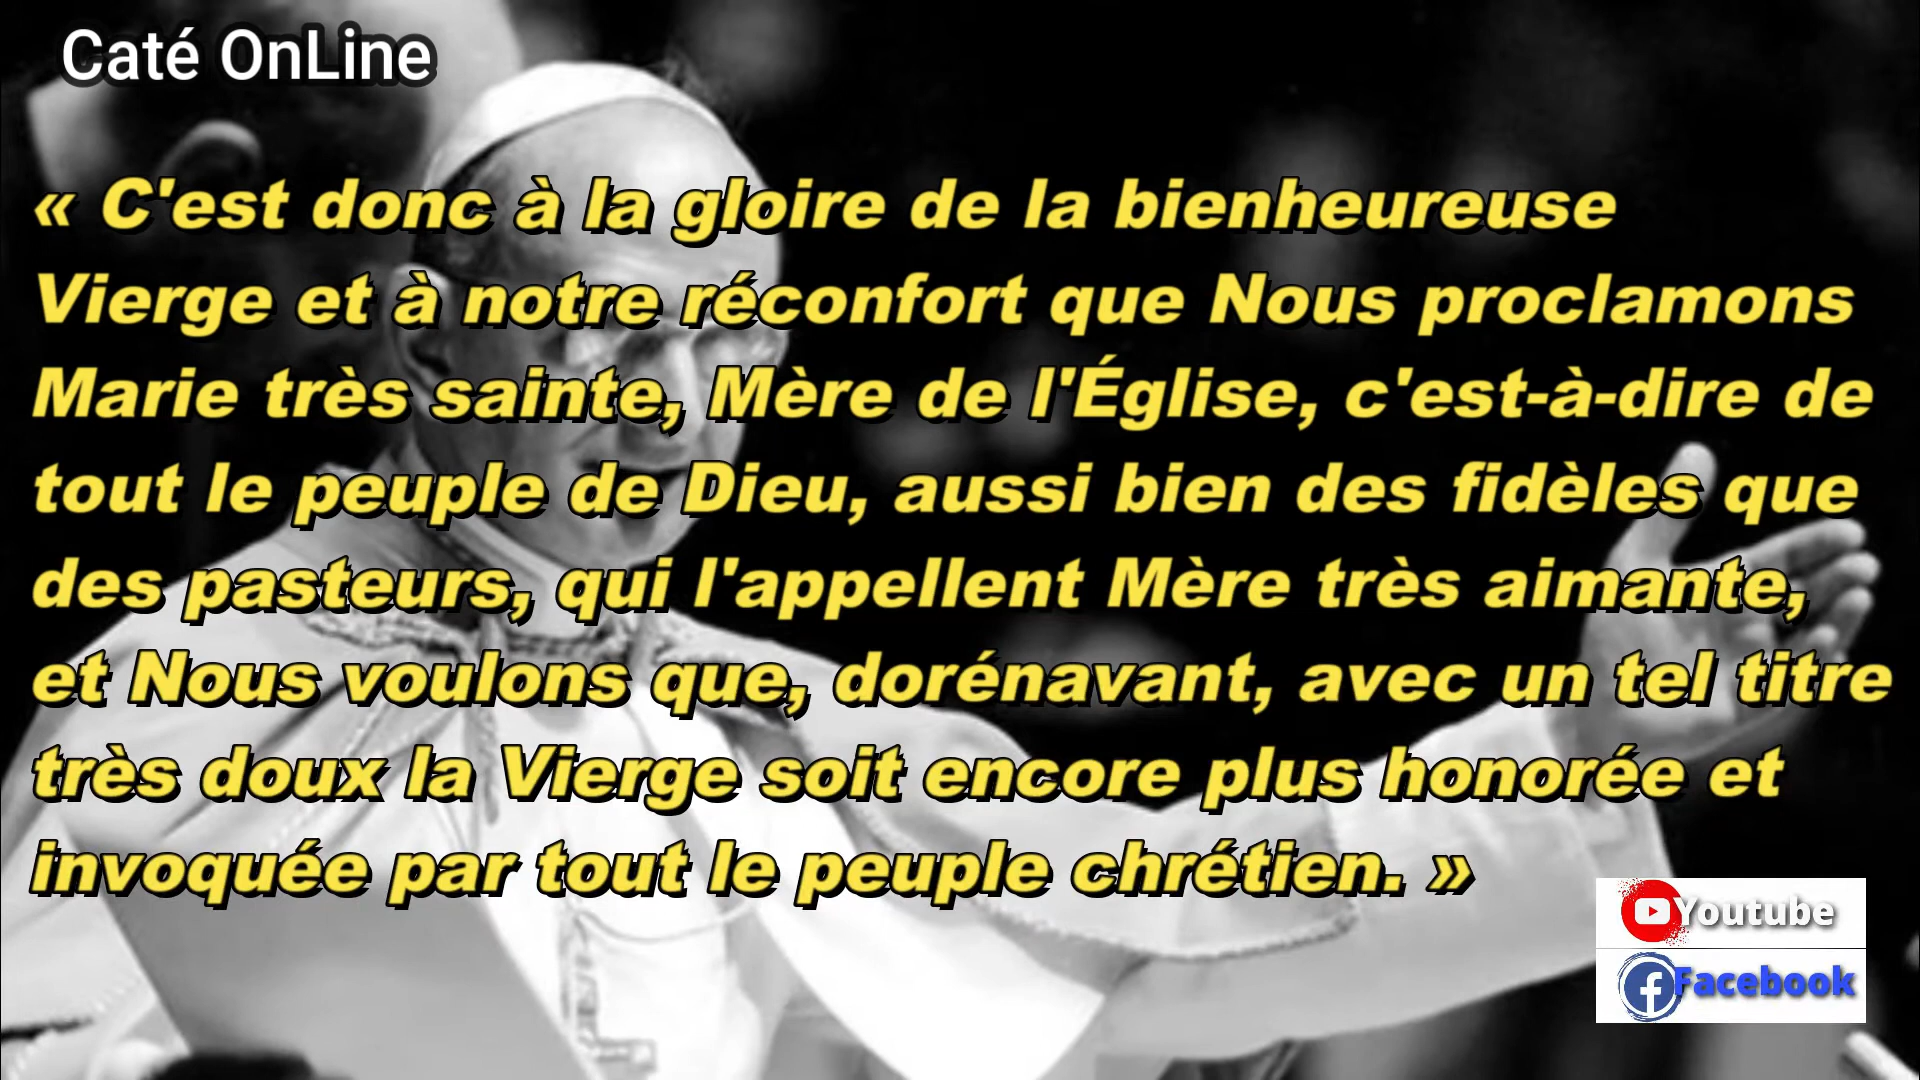 Caté OnLine
« C'est donc à la gloire de la bienheureuse
Vierge et à notre réconfort que Nous proclamons
Marie très sainte, Mère de l'Église, c'est-à-dire de
tout le peuple de Dieu, aussi bien des fidèles que
des pasteurs, qui l'appellent Mère très aimante,
et Nous voulons que, dorénavant, avec un tel titre
très doux la Vierge soit encore plus honorée et
invoquée par tout le peuple chrétien. »
Youtube
Facebook